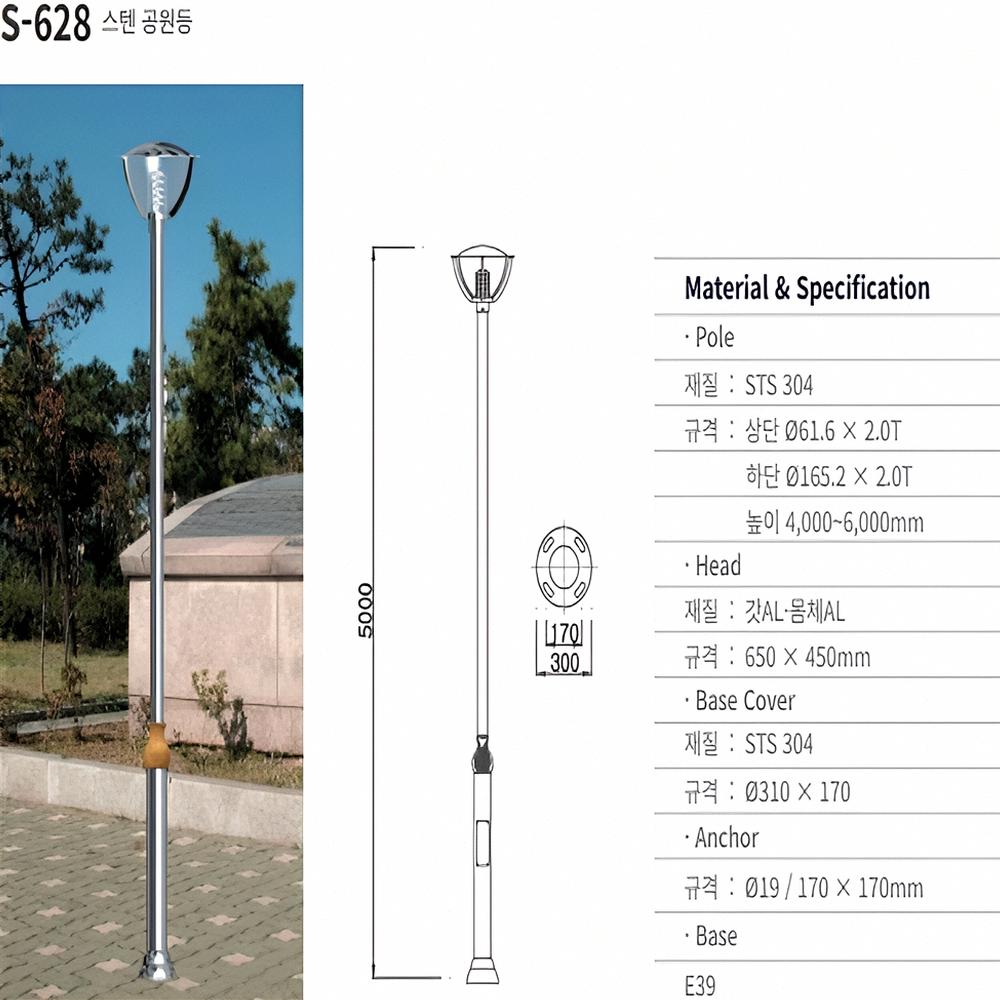 S-628 스텐 공원등
5000
170
300
Material & Specification
· Pole
재질 : STS 304
규격 : 상단 Ø61.6 × 2.0T
하단 Ø165.2 × 2.0T
높이 4,000~6,000mm
· Head
재질 : 갓AL·몸체AL
규격 : 650 × 450mm
· Base Cover
재질 : STS 304
규격 : Ø310 × 170
· Anchor
규격 : Ø19 / 170 × 170mm
· Base
E39